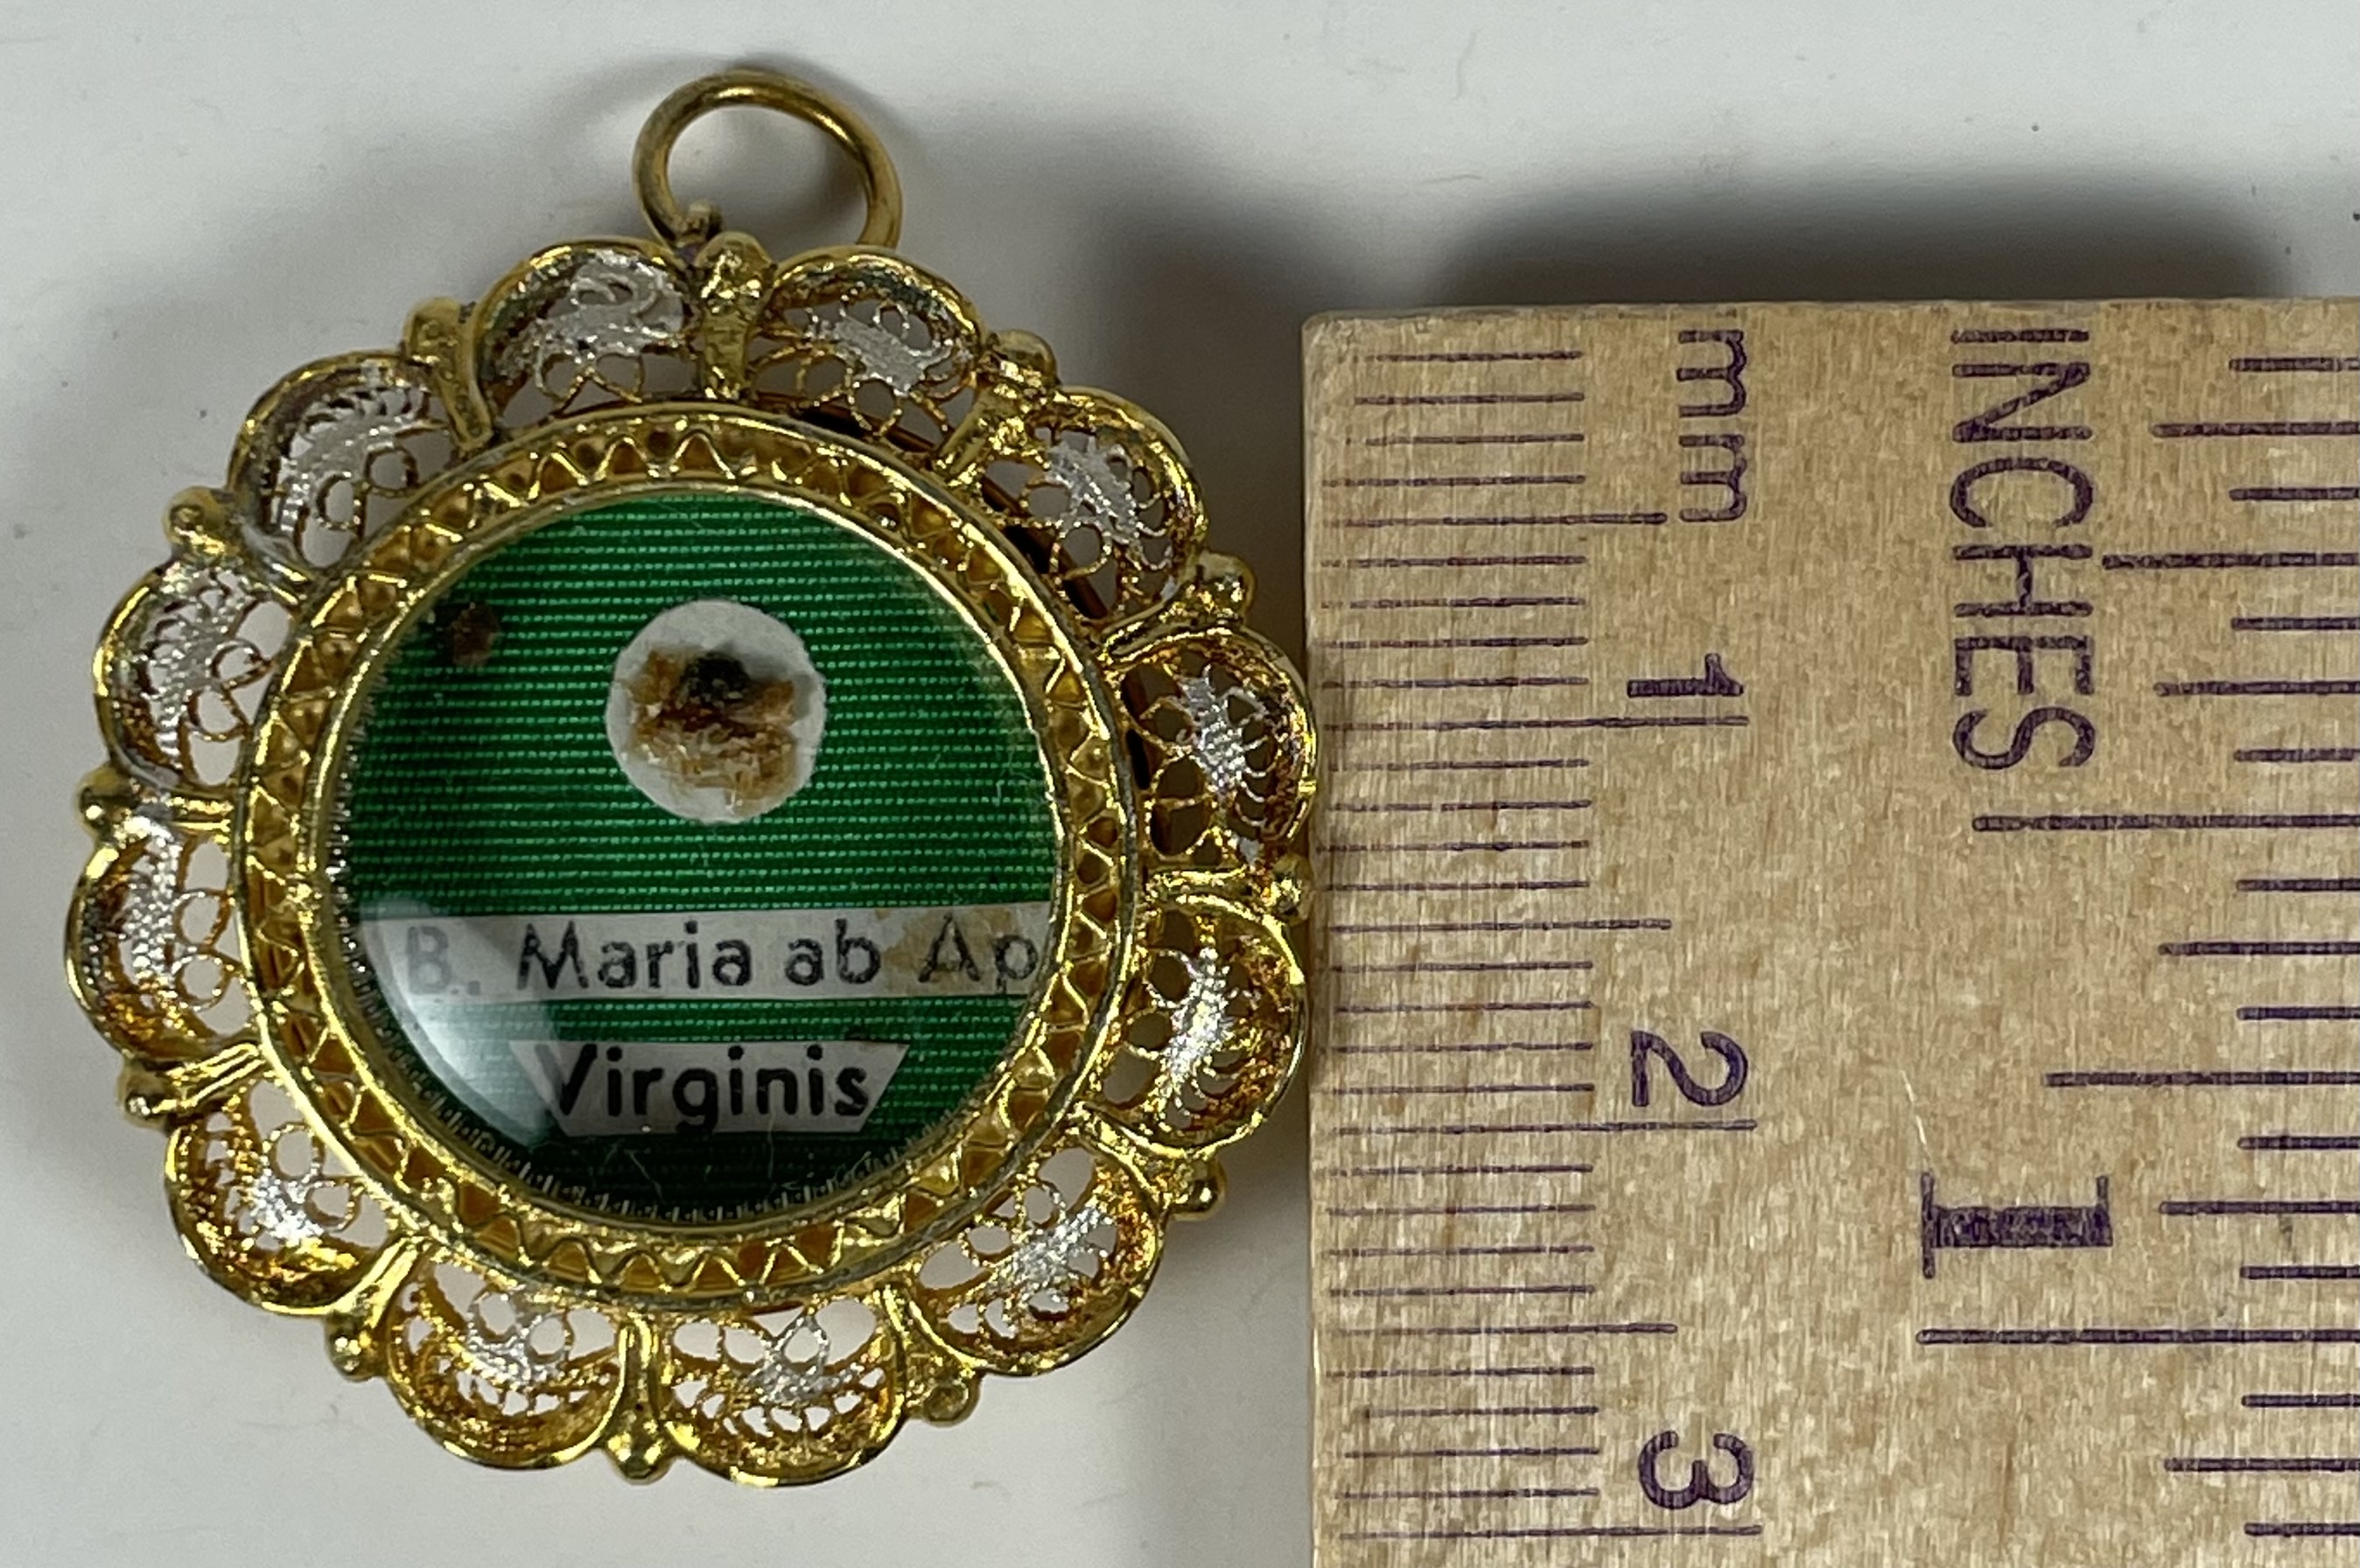 B. Maria ab Ap
Virginis
mm
1
2
3
INCHES
1